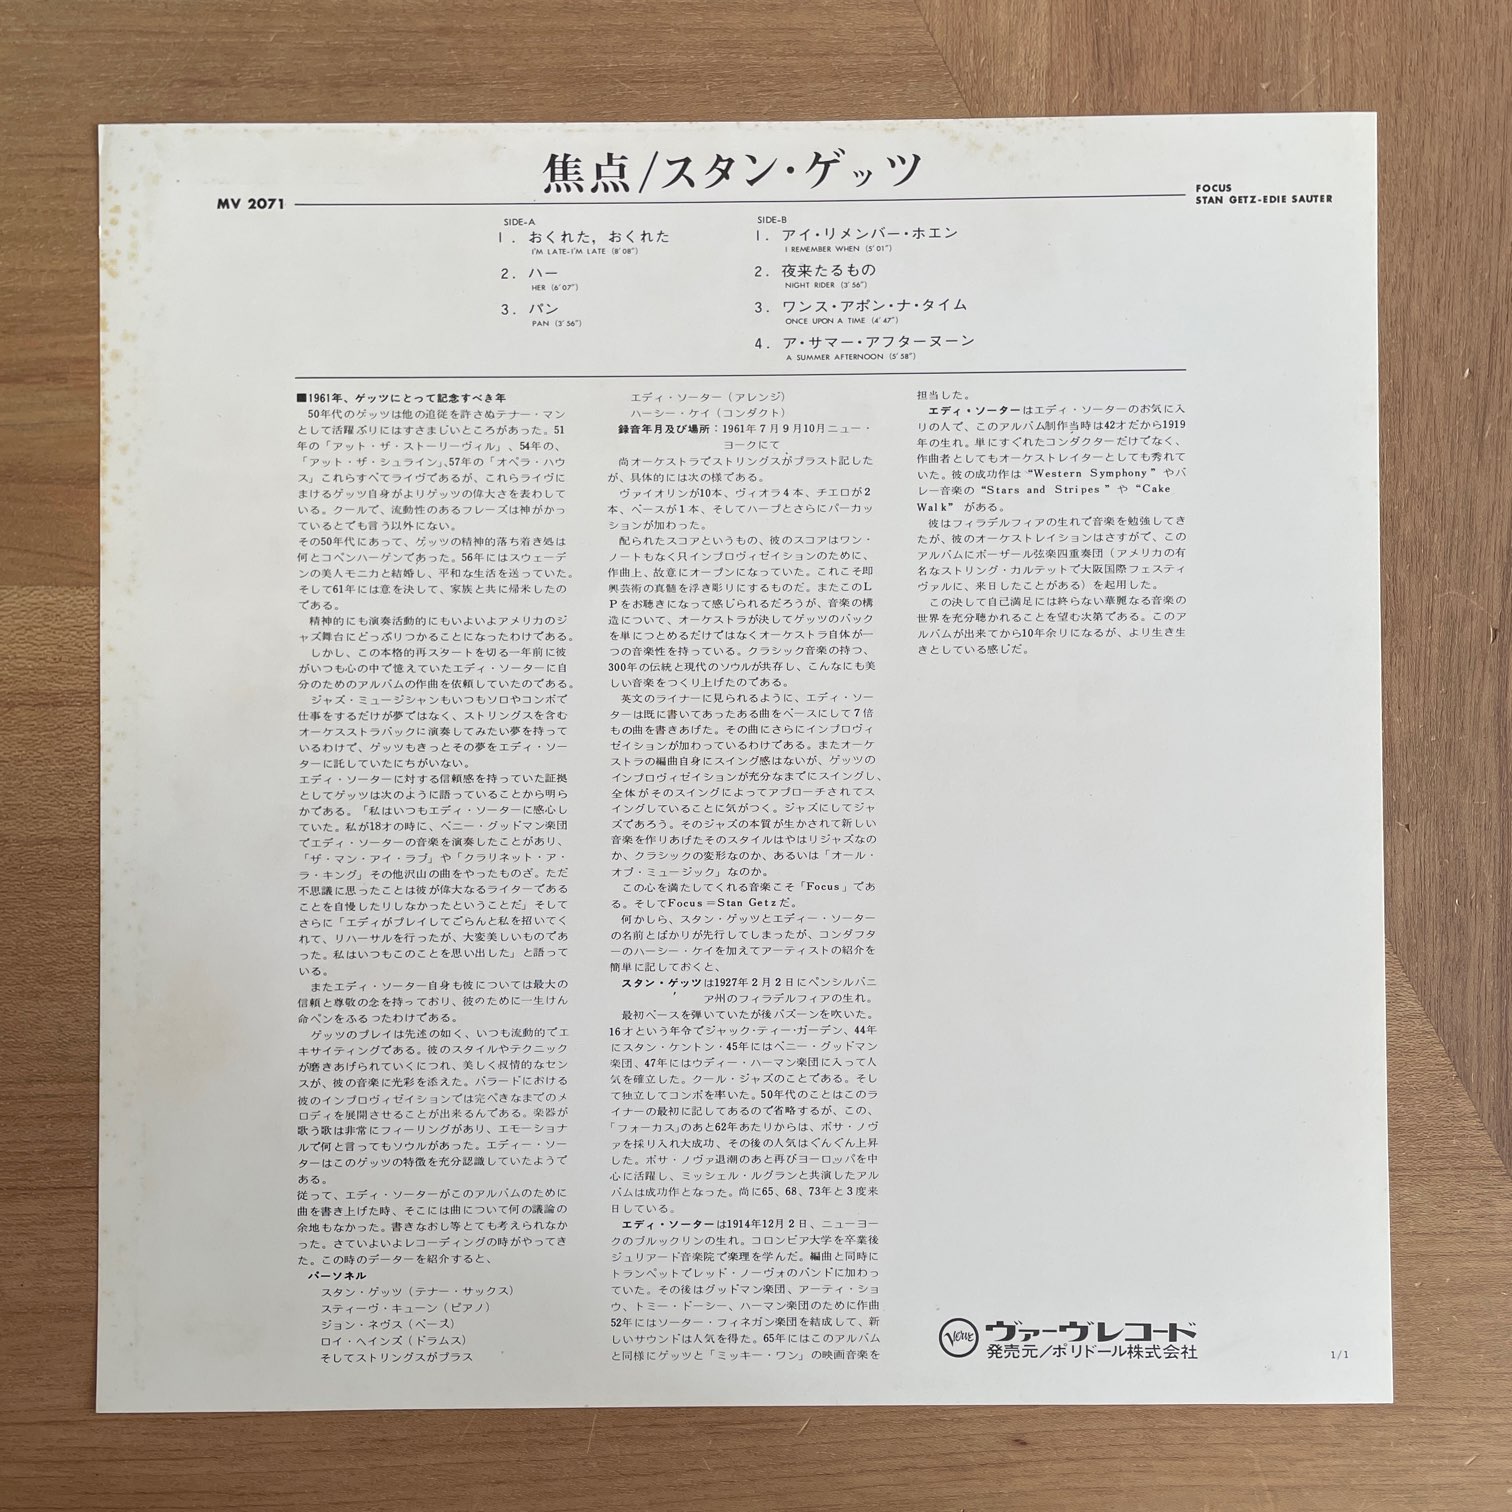 焦点/スタン・ゲッツ
MV 2071
FOCUS
STAN GETZ-EDIE SAUTER
SIDE-A
1. おくれた, おくれた
I'M LATE-I'M LATE (8'08")
2. ハー
HER (6'07")
3. パン
PAN (3'56")
SIDE-B
1. アイ・リメンバー・ホエン
I REMEMBER WHEN (5'01")
2. 夜来たるもの
NIGHT RIDER (3'56")
3. ワンス・アポン・ナ・タイム
ONCE UPON A TIME (4'47")
4. ア・サマー・アフターヌーン
A SUMMER AFTERNOON (5'58")
■1961年、ゲッツにとって記念すべき年
50年代のゲッツは他の追従を許さぬテナー・マン
として活躍ぶりにはすさまじいところがあった。51
年の「アット・ザ・ストーリーヴィル」、54年の、
「アット・ザ・シュライン」、57年の「オペラ・ハウ
ス」これらすべてライヴであるが、これらライヴに
まけるゲッツ自身がよりゲッツの偉大さを表わして
いる。クールで、流動性のあるフレーズは神がかっ
ているとでも言う以外にない。
その50年代にあって、ゲッツの精神的落ち着き処は
何とコペンハーゲンであった。56年にはスウェーデ
ンの美人モニカと結婚し、平和な生活を送っていた。
そして61年には意を決して、家族と共に帰米したの
である。
精神的にも演奏活動的にもいよいよアメリカのジ
ャズ舞台にどっぷりつかることになったわけである。
しかし、この本格的再スタートを切る一年前に彼
がいつも心の中で憶えていたエディ・ソーターに自
分のためのアルバムの作曲を依頼していたのである。
ジャズ・ミュージシャンもいつもソロやコンボで
仕事をするだけが夢ではなく、ストリングスを含む
オーケスストラバックに演奏してみたい夢を持って
いるわけで、ゲッツもきっとその夢をエディ・ソー
ターに託していたにちがいない。
エディ・ソーターに対する信頼感を持っていた証拠
としてゲッツは次のように語っていることから明ら
かである。「私はいつもエディ・ソーターに感心し
ていた。私が18才の時に、ベニー・グッドマン楽団
でエディ・ソーターの音楽を演奏したことがあり、
「ザ・マン・アイ・ラブ」や「クラリネット・ア・
ラ・キング」その他沢山の曲をやったものざ。ただ
不思議に思ったことは彼が偉大なるライターである
ことを自慢したりしなかったということだ」そして
さらに「エディがプレイしてごらんと私を招いてく
れて、リハーサルを行ったが、大変美しいものであ
った。私はいつもこのことを思い出した」と語って
いる。
またエディ・ソーター自身も彼については最大の
信頼と尊敬の念を持っており、彼のために一生けん
命ペンをふるったわけである。
ゲッツのプレイは先述の如く、いつも流動的でエ
キサイティングである。彼のスタイルやテクニック
が磨きあげられていくにつれ、美しく叔情的なセン
スが、彼の音楽に光彩を添えた。バラードにおける
彼のインプロヴィゼイションでは完ぺきなまでのメ
ロディを展開させることが出来るんである。楽器が
歌う歌は非常にフィーリングがあり、エモーショナ
ルで何と言ってもソウルがあった。エディー・ソー
ターはこのゲッツの特徴を充分認識していたようで
ある。
従って、エディ・ソーターがこのアルバムのために
曲を書き上げた時、そこには曲について何の議論の
余地もなかった。書きなおし等とても考えられなか
った。さていよいよレコーディングの時がやってき
た。この時のデーターを紹介すると、
パーソネル
スタン・ゲッツ（テナー・サックス）
スティーヴ・キューン（ピアノ）
ジョン・ネヴス（ベース）
ロイ・ヘインズ（ドラムス）
そしてストリングスがプラス
エディ・ソーター（アレンジ）
ハーシー・ケイ（コンダクト）
録音年月及び場所：1961年7月9月10月ニュー・
ヨークにて
尚オーケストラでストリングスがプラスト記した
が、具体的には次の様である。
ヴァイオリンが10本、ヴィオラ4本、チエロが2
本、ベースが1本、そしてハープとさらにパーカッ
ションが加わった。
配られたスコアというもの、彼のスコアはワン・
ノートもなく只インプロヴィゼイションのために、
作曲上、故意にオープンになっていた。これこそ即
興芸術の真髄を浮き彫りにするものだ。またこのL
Pをお聴きになって感じられるだろうが、音楽の構
造について、オーケストラが決してゲッツのバック
を単につとめるだけではなくオーケストラ自体が一
つの音楽性を持っている。クラシック音楽の持つ、
300年の伝統と現代のソウルが共存し、こんなにも美
しい音楽をつくり上げたのである。
英文のライナーに見られるように、エディ・ソー
ターは既に書いてあったある曲をベースにして7倍
もの曲を書きあげた。その曲にさらにインプロヴィ
ゼイションが加わっているわけである。またオーケ
ストラの編曲自身にスイング感はないが、ゲッツの
インプロヴィゼイションが充分なまでにスイングし、
全体がそのスイングによってアプローチされてス
イングしていることに気がつく。ジャズにしてジャ
ズであろう。そのジャズの本質が生かされて新しい
音楽を作りあげたそのスタイルはやはりジャズなの
か、クラシックの変形なのか、あるいは「オール・
オブ・ミュージック」なのか。
この心を満たしてくれる音楽こそ「Focus」であ
る。そしてFocus＝Stan Getzだ。
何かしら、スタン・ゲッツとエディー・ソーター
の名前とばかりが先行してしまったが、コンダフタ
ーのハーシー・ケイを加えてアーティストの紹介を
簡単に記しておくと、
スタン・ゲッツは1927年2月2日にペンシルバニ
ア州のフィラデルフィアの生れ。
最初ベースを弾いていたが後バズーンを吹いた。
16才という年令でジャック・ティー・ガーデン、44年
にスタン・ケントン・45年にはベニー・グッドマン
楽団、47年にはウディー・ハーマン楽団に入って人
気を確立した。クール・ジャズのことである。そし
て独立してコンボを率いた。50年代のことはこのラ
イナーの最初に記してあるので省略するが、この、
「フォーカス」のあと62年あたりからは、ボサ・ノヴ
ァを採り入れ大成功、その後の人気はぐんぐん上昇
した。ボサ・ノヴァ退潮のあと再びヨーロッパを中
心に活躍し、ミッシェル・ルグランと共演したアル
バムは成功作となった。尚に65、68、73年と3度来
日している。
エディ・ソーターは1914年12月2日、ニューヨー
クのブルックリンの生れ。コロンビア大学を卒業後
ジュリアード音楽院で楽理を学んだ。編曲と同時に
トランペットでレッド・ノーヴォのバンドに加わっ
ていた。その後はグッドマン楽団、アーティ・ショ
ウ、トミー・ドーシー、ハーマン楽団のために作曲
52年にはソーター・フィネガン楽団を結成して、新
しいサウンドは人気を得た。65年にはこのアルバム
と同様にゲッツと「ミッキー・ワン」の映画音楽を
担当した。
エディ・ソーターはエディ・ソーターのお気に入
りの人で、このアルバム制作当時は42才だから1919
年の生れ。単にすぐれたコンダクターだけでなく、
作曲者としてもオーケストレイターとしても秀れて
いた。彼の成功作は“Western Symphony”やバ
レー音楽の“Stars and Stripes”や“Cake
Walk”がある。
彼はフィラデルフィアの生れで音楽を勉強してき
たが、彼のオーケストレイションはさすがで、この
アルバムにボーザール弦楽四重奏団（アメリカの有
名なストリング・カルテットで大阪国際フェスティ
ヴァルに、来日したことがある）を起用した。
この決して自己満足には終らない華麗なる音楽の
世界を充分聴かれることを望む次第である。このア
ルバムが出来てから10年余りになるが、より生き生
きとしている感じだ。
Verve ヴァーヴレコード
発売元/ポリドール株式会社
1/1